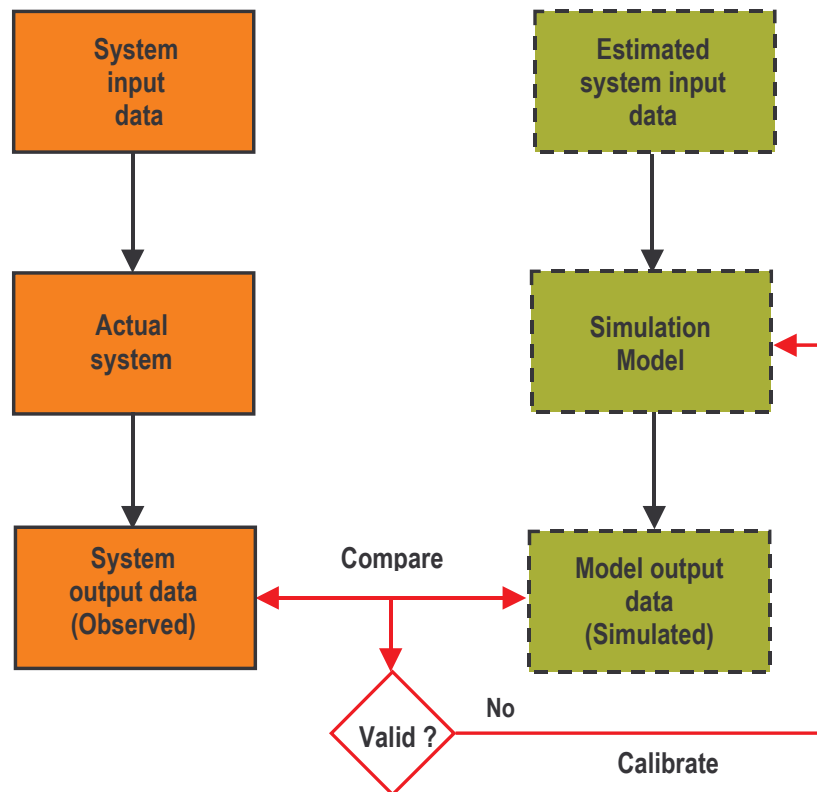 System
input
data
Estimated
system input
data
Actual
system
Simulation
Model
System
output data
(Observed)
Compare
Model output
data
(Simulated)
Valid ?
No
Calibrate